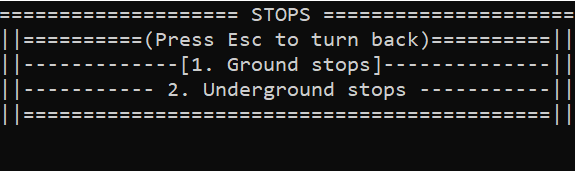 ==================== STOPS =====================
||==========(Press Esc to turn back)==========||
||-------------[1. Ground stops]--------------||
||----------- 2. Underground stops -----------||
||============================================||